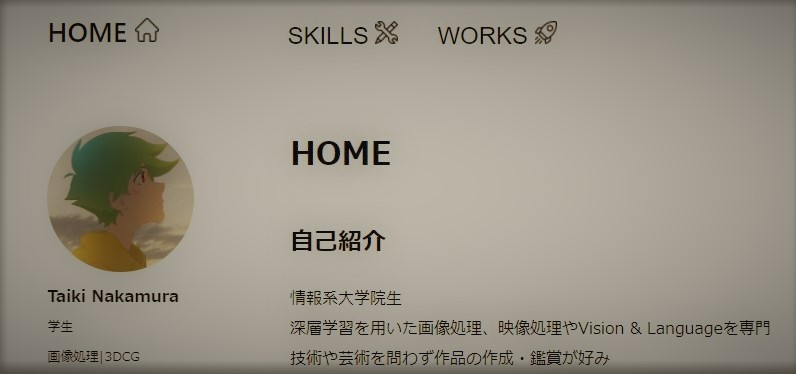 HOME
SKILLS
WORKS
HOME
自己紹介
Taiki Nakamura
学生
画像処理|3DCG
情報系大学院生
深層学習を用いた画像処理、映像処理やVision & Languageを専門
技術や芸術を問わず作品の作成・鑑賞が好み